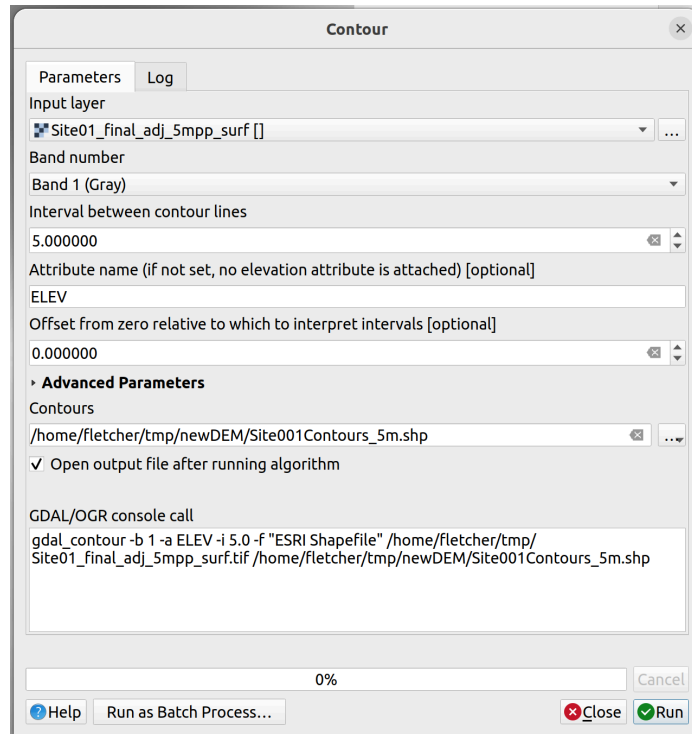 Contour
Parameters
Log
Input layer
Site01_final_adj_5mpp_surf []
...
Band number
Band 1 (Gray)
Interval between contour lines
5.000000
Attribute name (if not set, no elevation attribute is attached) [optional]
ELEV
Offset from zero relative to which to interpret intervals [optional]
0.000000
Advanced Parameters
Contours
/home/fletcher/tmp/newDEM/Site001Contours_5m.shp
...
Open output file after running algorithm
GDAL/OGR console call
gdal_contour -b 1 -a ELEV -i 5.0 -f "ESRI Shapefile" /home/fletcher/tmp/
Site01_final_adj_5mpp_surf.tif /home/fletcher/tmp/newDEM/Site001Contours_5m.shp
0%
Cancel
Help
Run as Batch Process...
Close
Run